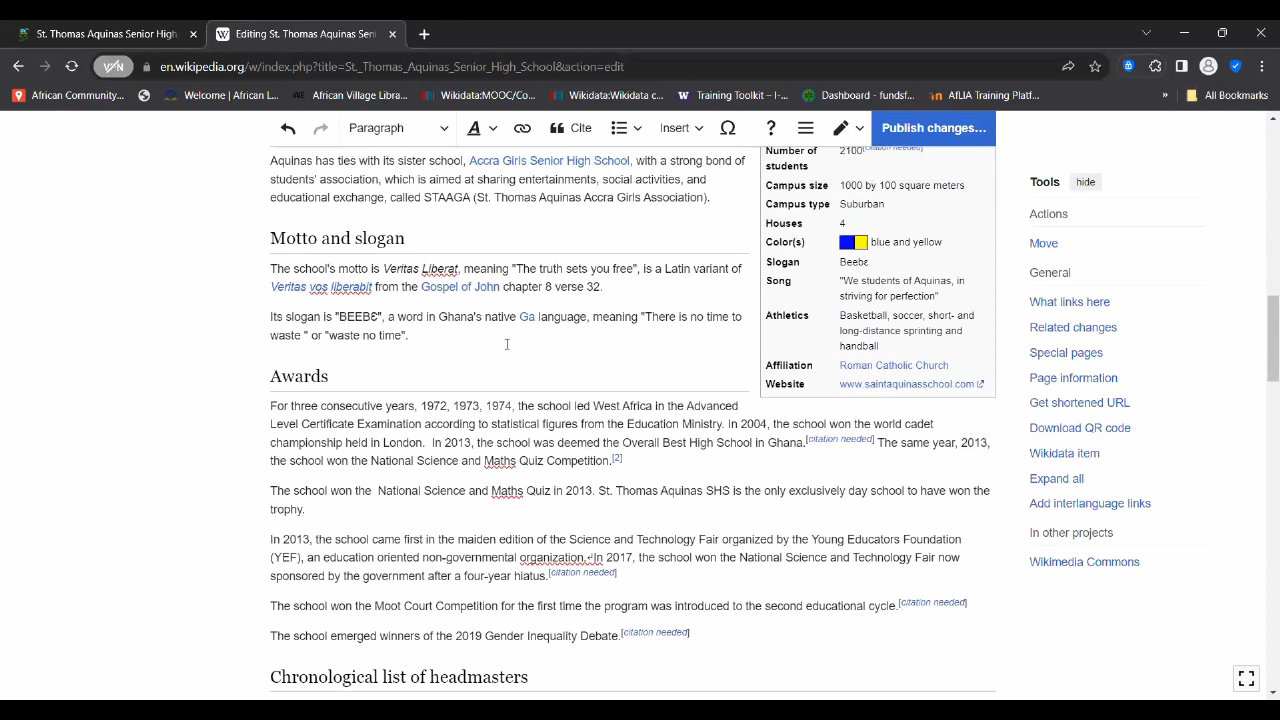 St. Thomas Aquinas Senior High
Editing St. Thomas Aquinas Seni
VPN
en.wikipedia.org/w/index.php?title=St._Thomas_Aquinas_Senior_High_School&action=edit
African Community...
Welcome | African L...
African Village Libra...
Wikidata:MOOC/Co...
Wikidata:Wikidata c...
Training Toolkit – I-...
Dashboard - fundsf...
AfLIA Training Platf...
»
All Bookmarks
Paragraph
A
Cite
Insert
Ω
?
Publish changes...
Aquinas has ties with its sister school, Accra Girls Senior High School, with a strong bond of
students' association, which is aimed at sharing entertainments, social activities, and
educational exchange, called STAAGA (St. Thomas Aquinas Accra Girls Association).
Motto and slogan
The school's motto is Veritas Liberat, meaning "The truth sets you free", is a Latin variant of
Veritas vos liberabit from the Gospel of John chapter 8 verse 32.
Its slogan is "BEEBƐ", a word in Ghana's native Ga language, meaning "There is no time to
waste " or "waste no time".
Number of students 2100[citation needed]
Campus size 1000 by 100 square meters
Campus type Suburban
Houses 4
Color(s) blue and yellow
Slogan Beebɛ
Song "We students of Aquinas, in
striving for perfection"
Athletics Basketball, soccer, short- and
long-distance sprinting and
handball
Affiliation Roman Catholic Church
Website www.saintaquinasschool.com
Awards
For three consecutive years, 1972, 1973, 1974, the school led West Africa in the Advanced
Level Certificate Examination according to statistical figures from the Education Ministry. In 2004, the school won the world cadet
championship held in London. In 2013, the school was deemed the Overall Best High School in Ghana.[citation needed] The same year, 2013,
the school won the National Science and Maths Quiz Competition.[2]
The school won the National Science and Maths Quiz in 2013. St. Thomas Aquinas SHS is the only exclusively day school to have won the
trophy.
In 2013, the school came first in the maiden edition of the Science and Technology Fair organized by the Young Educators Foundation
(YEF), an education oriented non-governmental organization.↵In 2017, the school won the National Science and Technology Fair now
sponsored by the government after a four-year hiatus.[citation needed]
The school won the Moot Court Competition for the first time the program was introduced to the second educational cycle.[citation needed]
The school emerged winners of the 2019 Gender Inequality Debate.[citation needed]
Chronological list of headmasters
Tools hide
Actions
Move
General
What links here
Related changes
Special pages
Page information
Get shortened URL
Download QR code
Wikidata item
Expand all
Add interlanguage links
In other projects
Wikimedia Commons